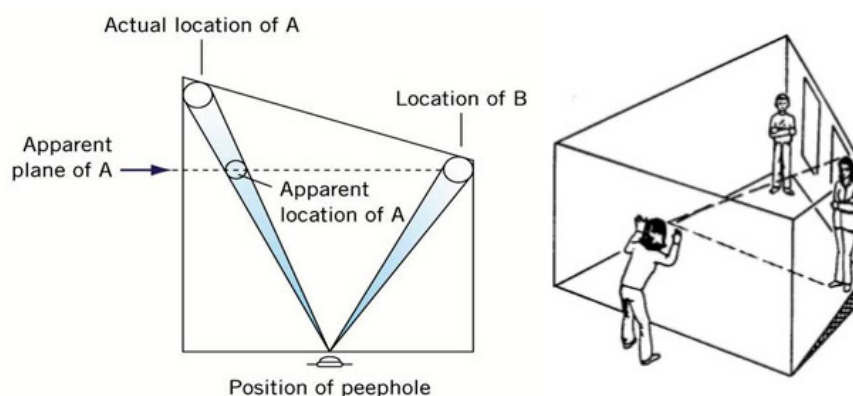 Actual location of A
Location of B
Apparent
plane of A
Apparent
location of A
Position of peephole